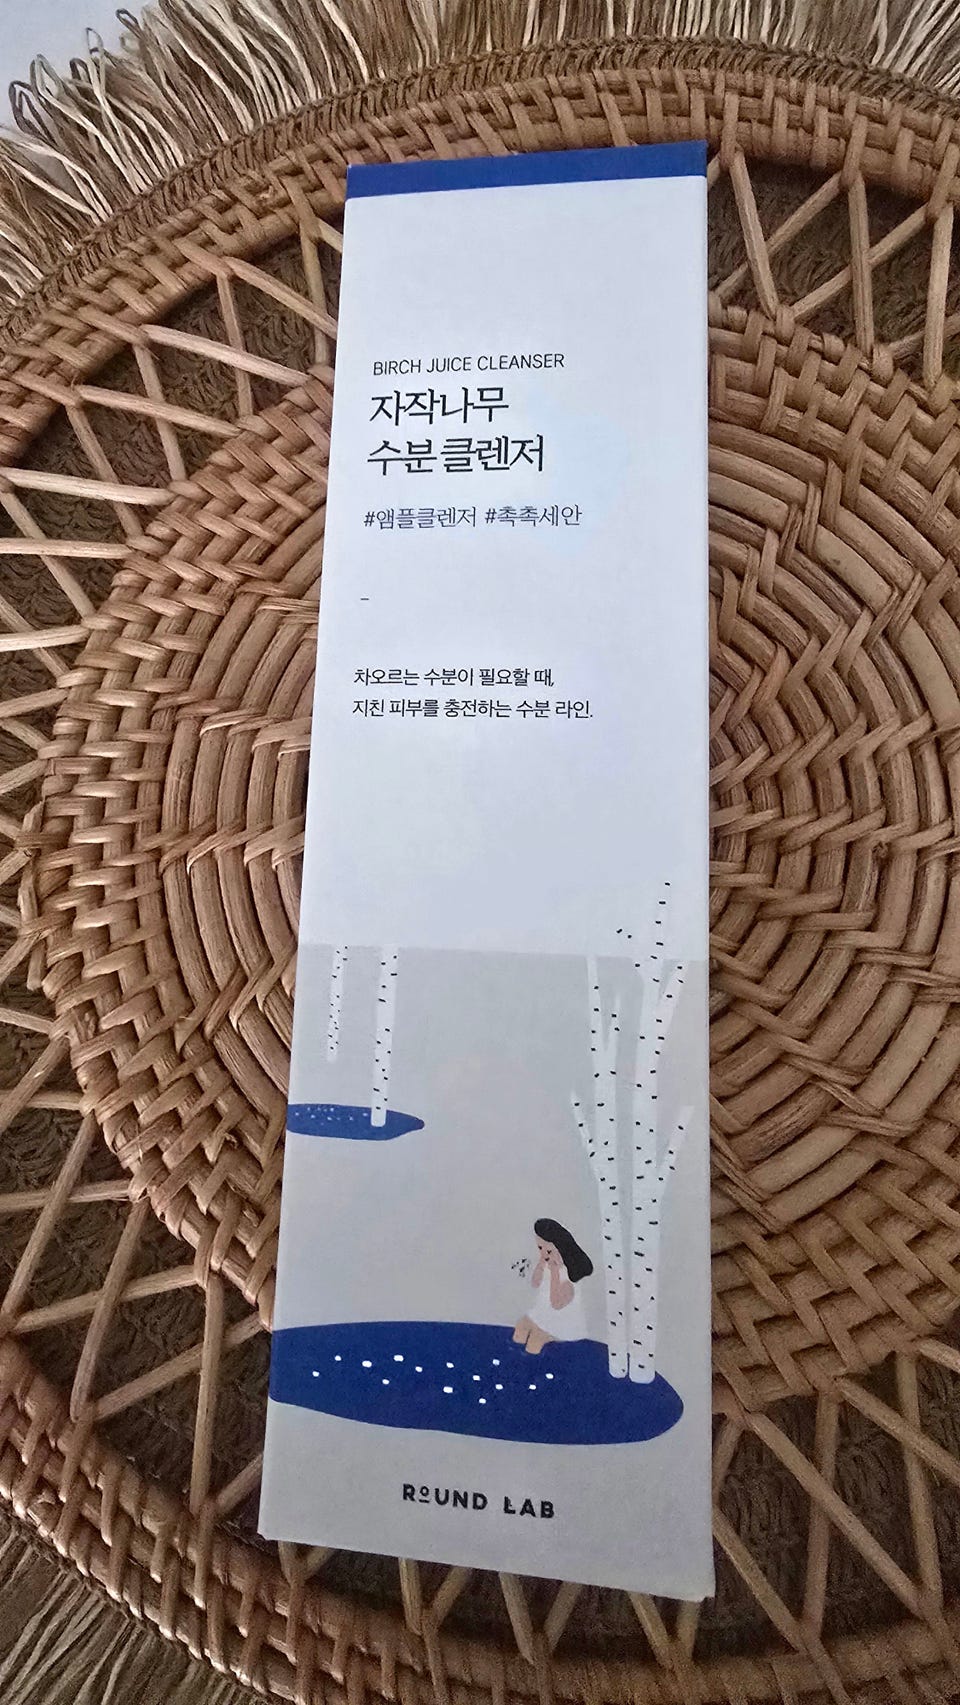 BIRCH JUICE CLEANSER
자작나무
수분 클렌저
#앰플클렌저 #촉촉세안
–
차오르는 수분이 필요할 때,
지친 피부를 충전하는 수분 라인.
ROUND LAB